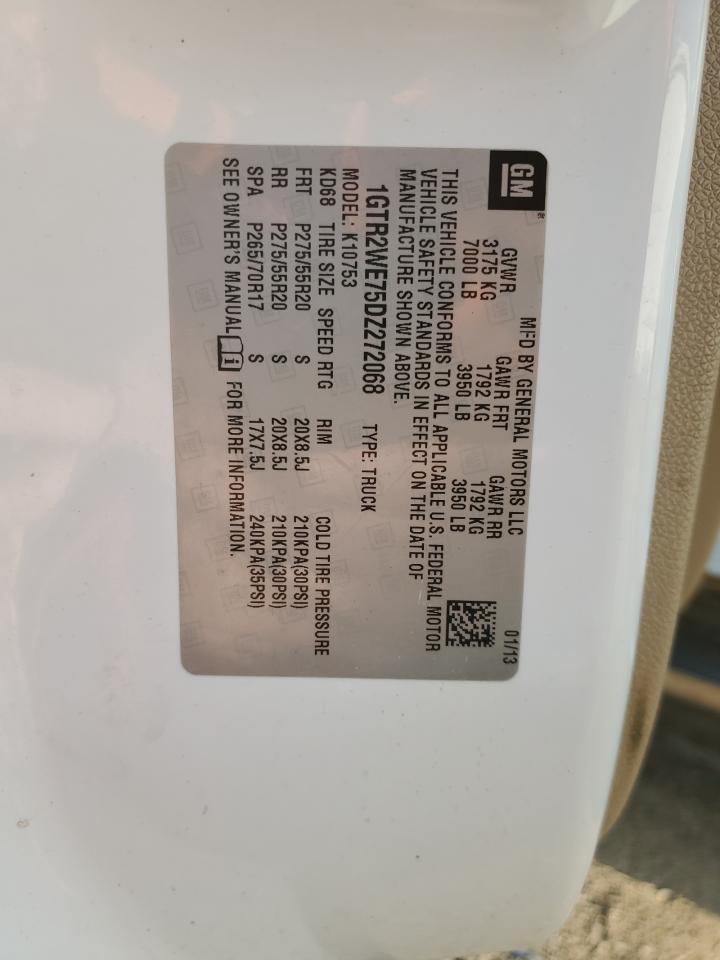 GM
MFD BY GENERAL MOTORS LLC 01/13
GVWR GAWR FRT GAWR RR
3175 KG 1792 KG 1792 KG
7000 LB 3950 LB 3950 LB
THIS VEHICLE CONFORMS TO ALL APPLICABLE U.S. FEDERAL MOTOR
VEHICLE SAFETY STANDARDS IN EFFECT ON THE DATE OF
MANUFACTURE SHOWN ABOVE.
1GTR2WE75DZ272068 TYPE: TRUCK
MODEL: K10753
KD68 TIRE SIZE SPEED RTG RIM COLD TIRE PRESSURE
FRT P275/55R20 S 20X8.5J 210KPA(30PSI)
RR P275/55R20 S 20X8.5J 210KPA(30PSI)
SPA P265/70R17 S 17X7.5J 240KPA(35PSI)
SEE OWNER'S MANUAL i FOR MORE INFORMATION.